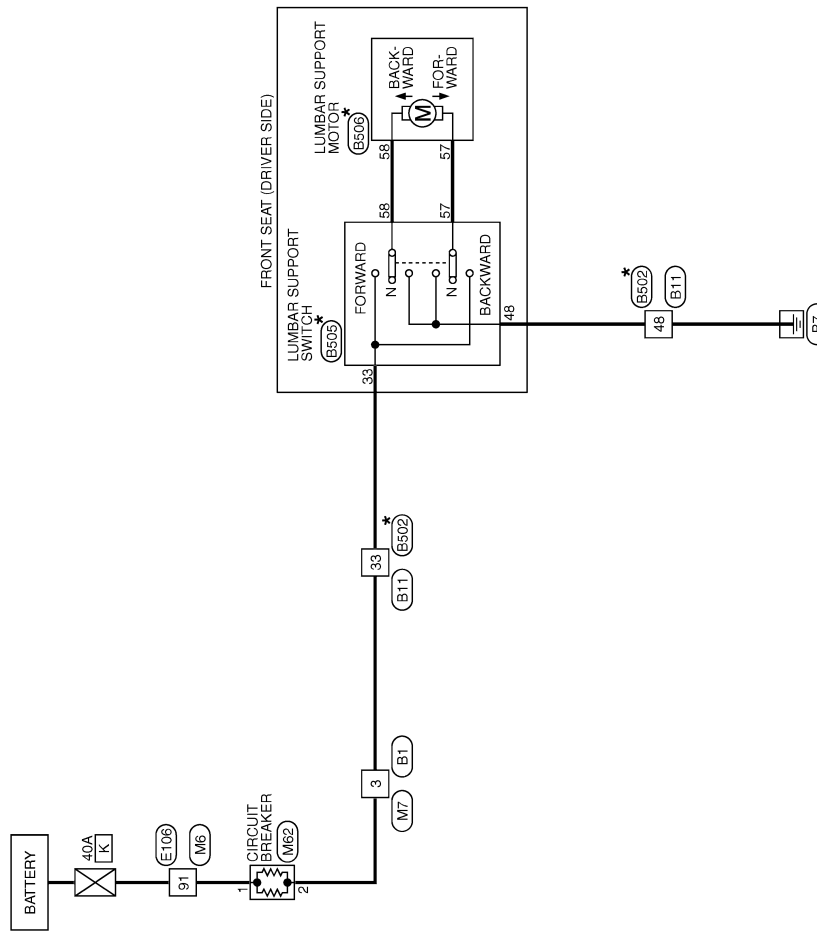 BATTERY
40A
K
E106
91
M6
1
CIRCUIT
BREAKER
M62
2
M7
3
B1
B11
33
B502
*
FRONT SEAT (DRIVER SIDE)
LUMBAR SUPPORT
SWITCH
*
B505
33
FORWARD
N
N
BACKWARD
48
58
57
58
57
LUMBAR SUPPORT
MOTOR
*
B506
BACK-
WARD
M
FOR-
WARD
*
B502
48
B11